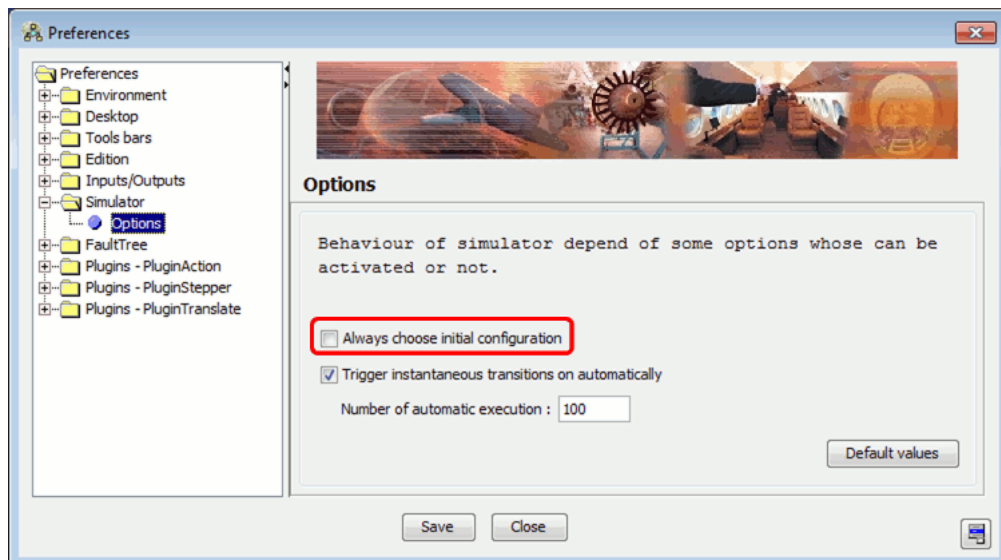 Preferences
Preferences
Environment
Desktop
Tools bars
Edition
Inputs/Outputs
Simulator
Options
FaultTree
Plugins - PluginAction
Plugins - PluginStepper
Plugins - PluginTranslate
Options
Behaviour of simulator depend of some options whose can be
activated or not.
Always choose initial configuration
Trigger instantaneous transitions on automatically
Number of automatic execution : 100
Default values
Save Close